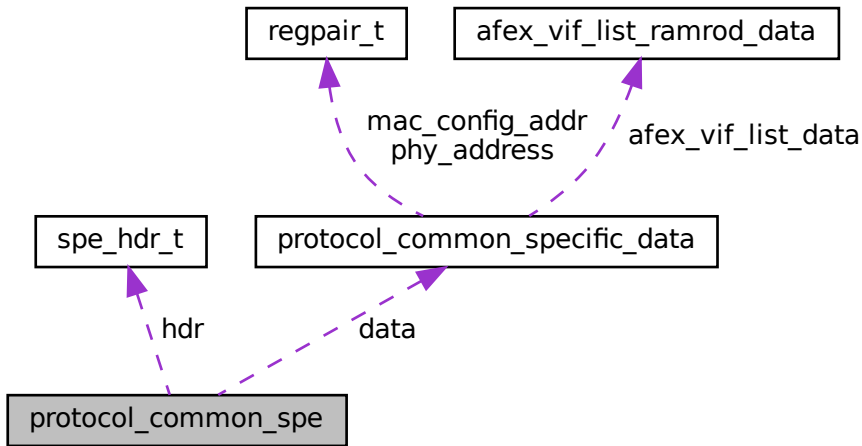 regpair_t
afex_vif_list_ramrod_data
mac_config_addr
phy_address
afex_vif_list_data
spe_hdr_t
protocol_common_specific_data
hdr
data
protocol_common_spe